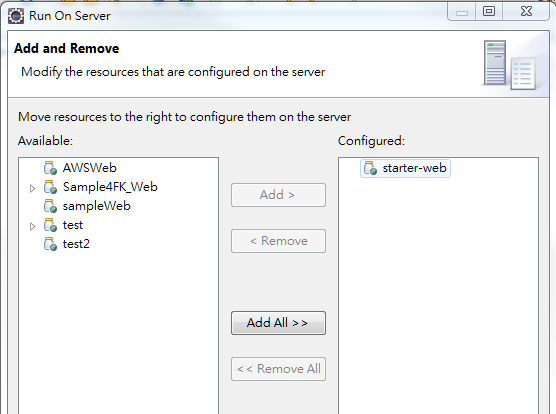 Run On Server
Add and Remove
Modify the resources that are configured on the server
Move resources to the right to configure them on the server
Available:
Configured:
AWSWeb
Sample4FK_Web
sampleWeb
test
test2
Add >
< Remove
Add All >>
<< Remove All
starter-web